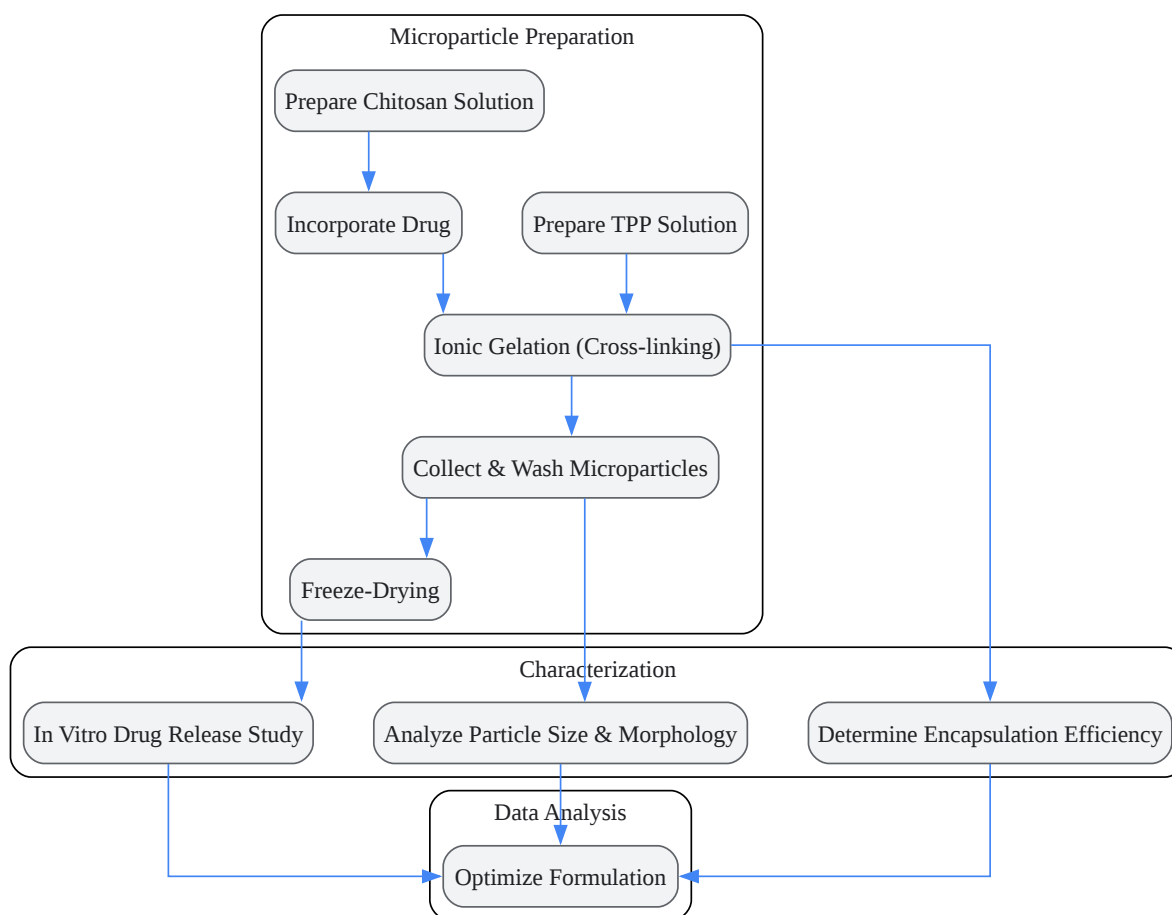 Microparticle Preparation
Prepare Chitosan Solution
Incorporate Drug
Prepare TPP Solution
Ionic Gelation (Cross-linking)
Collect & Wash Microparticles
Freeze-Drying
Characterization
In Vitro Drug Release Study
Analyze Particle Size & Morphology
Determine Encapsulation Efficiency
Data Analysis
Optimize Formulation